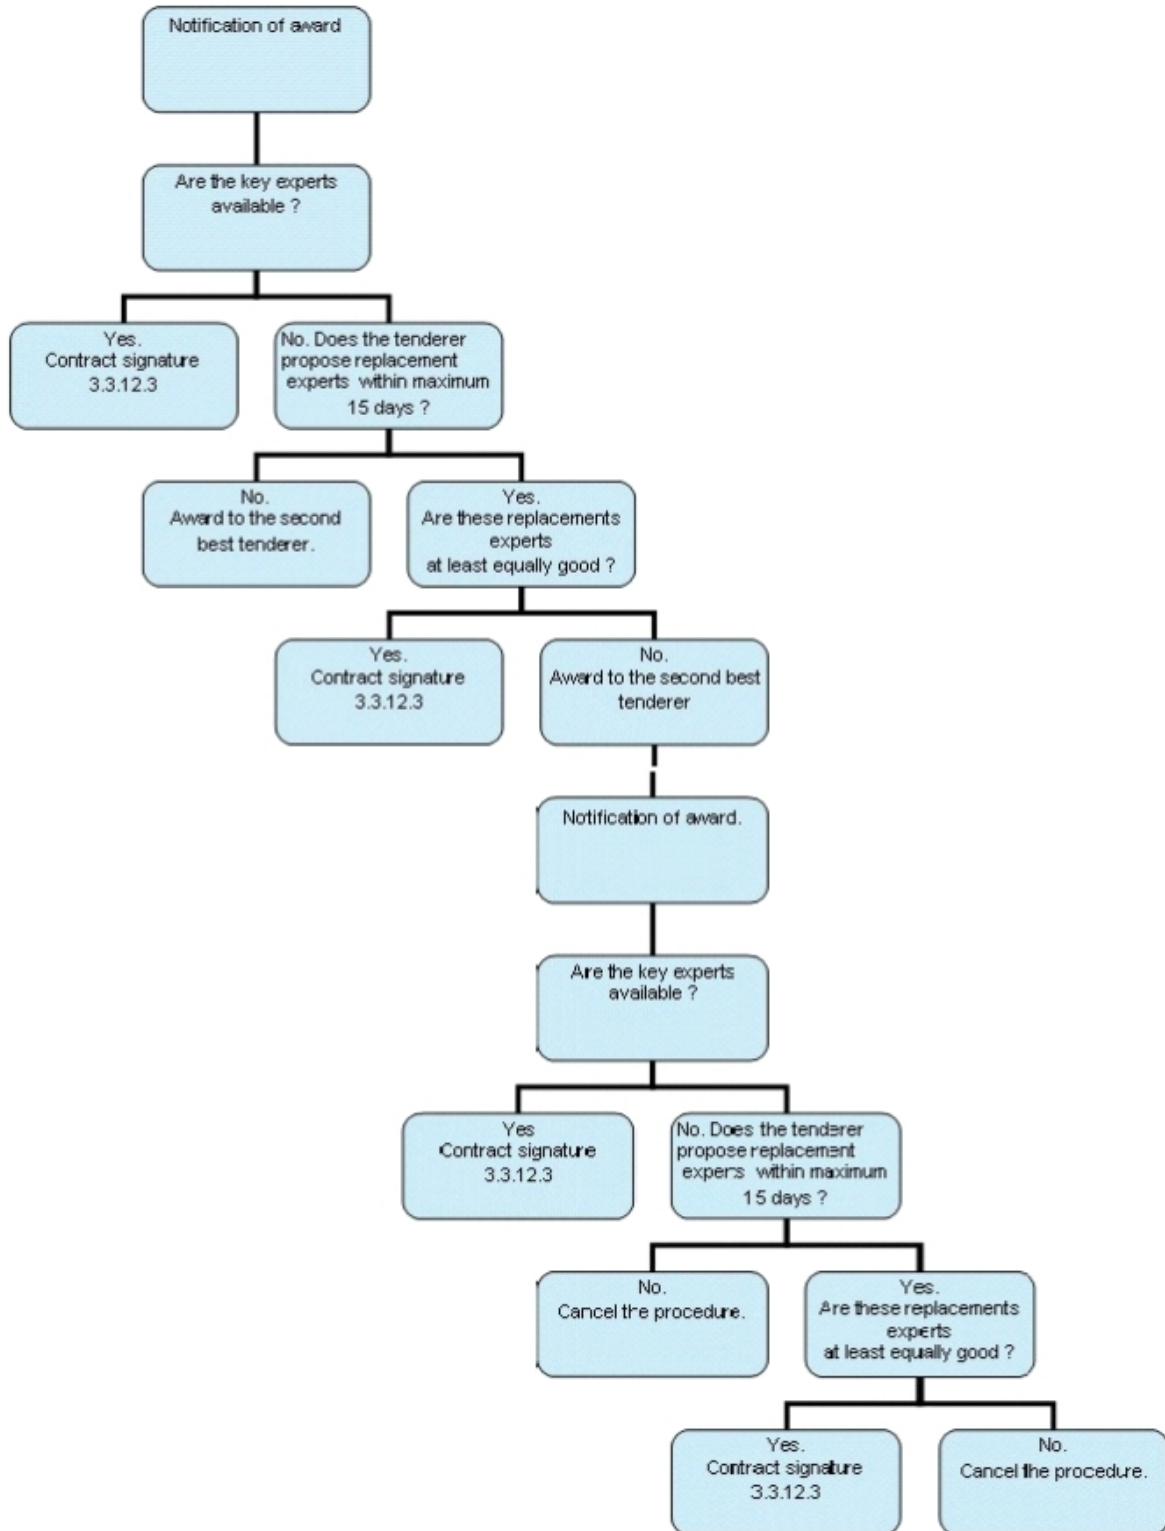 Notification of award
Are the key experts
available ?
Yes.
Contract signature
3.3.12.3
No. Does the tenderer
propose replacement
experts within maximum
15 days ?
No.
Award to the second
best tenderer.
Yes.
Are these replacements
experts
at least equally good ?
Yes.
Contract signature
3.3.12.3
No.
Award to the second best
tenderer
Notification of award.
Are the key experts
available ?
Yes
Contract signature
3.3.12.3
No. Does the tenderer
propose replacement
experts within maximum
15 days ?
No.
Cancel the procedure.
Yes.
Are these replacements
experts
at least equally good ?
Yes.
Contract signature
3.3.12.3
No.
Cancel the procedure.